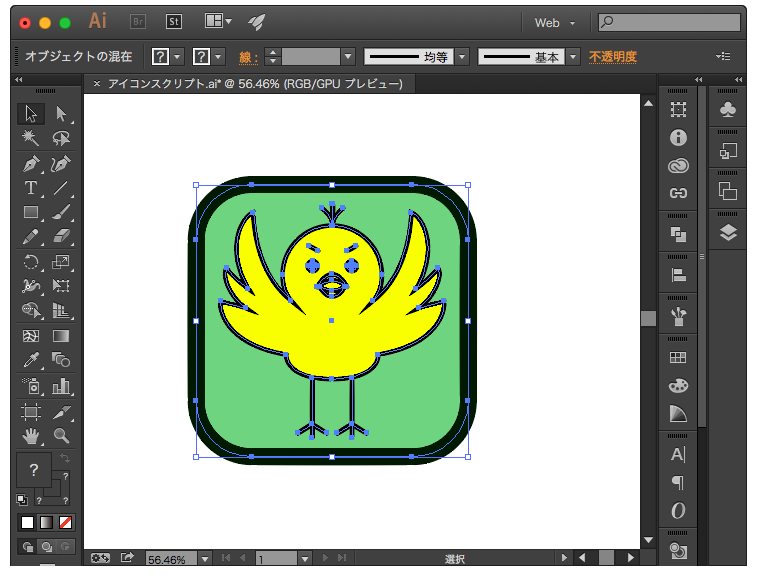 Ai Br St Web
オブジェクトの混在 ? ? 線 : 均等 基本 不透明度
× アイコンスクリプト.ai* @ 56.46% (RGB/GPU プレビュー)
T
A
O
?
?
?
?
56.46% 1 選択